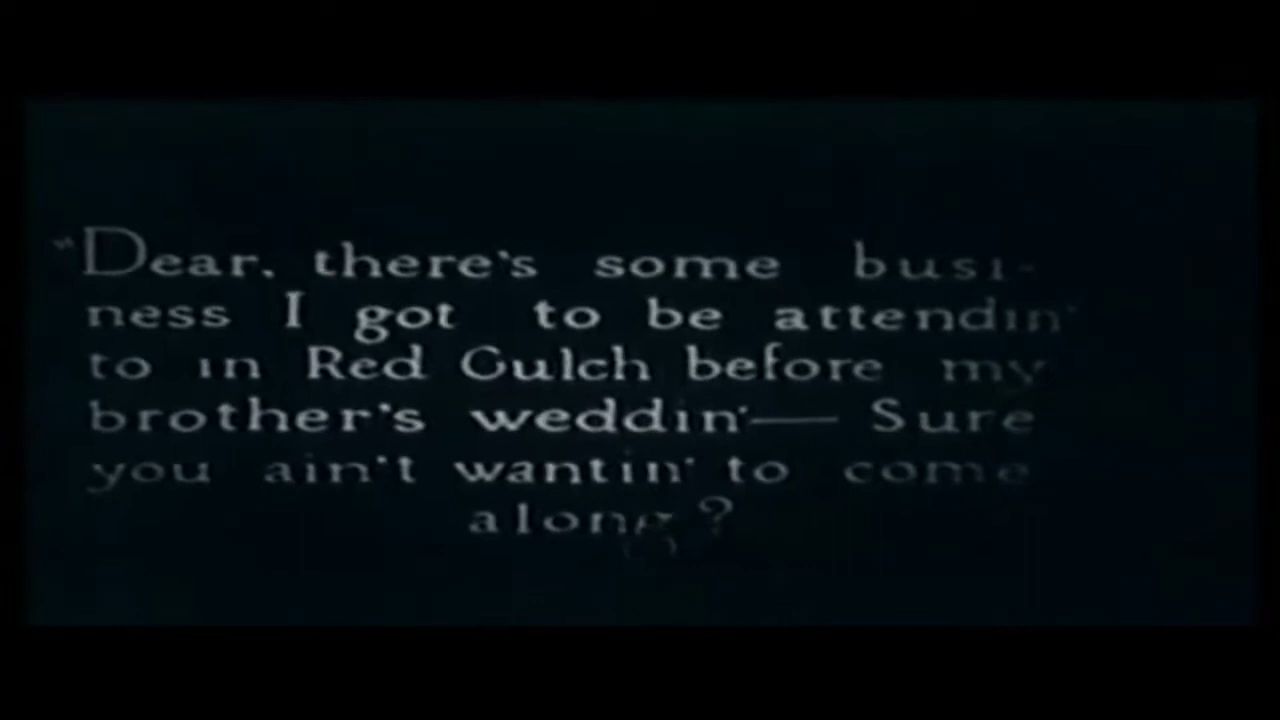 "Dear, there's some busi-
ness I got to be attendin'
to in Red Gulch before my
brother's weddin'— Sure
you ain't wantin' to come
along?